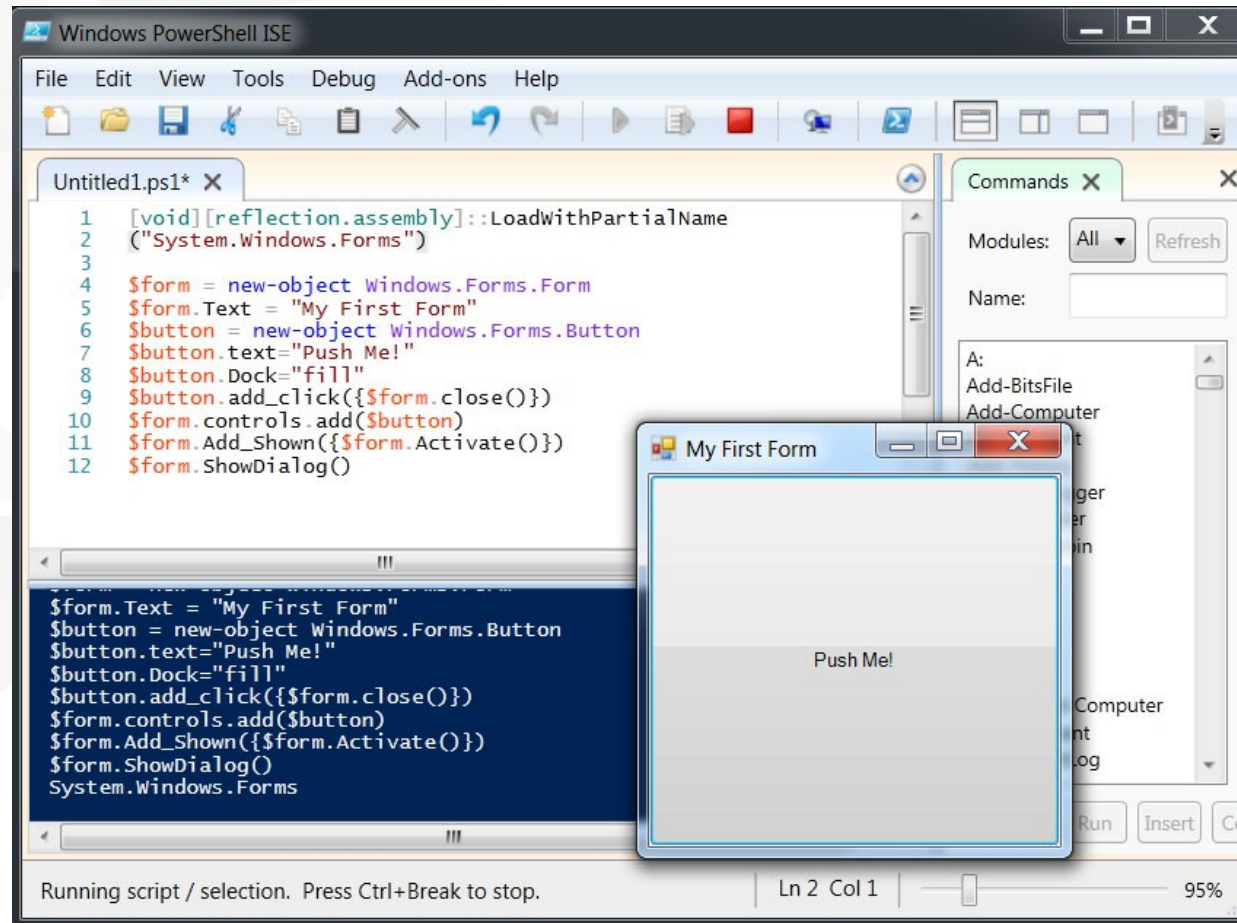 Windows PowerShell ISE
File Edit View Tools Debug Add-ons Help
Untitled1.ps1*
1 [void][reflection.assembly]::LoadWithPartialName
2 ("System.Windows.Forms")
3
4 $form = new-object Windows.Forms.Form
5 $form.Text = "My First Form"
6 $button = new-object Windows.Forms.Button
7 $button.text="Push Me!"
8 $button.Dock="fill"
9 $button.add_click({$form.close()})
10 $form.controls.add($button)
11 $form.Add_Shown({$form.Activate()})
12 $form.ShowDialog()
$form.Text = "My First Form"
$button = new-object Windows.Forms.Button
$button.text="Push Me!"
$button.Dock="fill"
$button.add_click({$form.close()})
$form.controls.add($button)
$form.Add_Shown({$form.Activate()})
$form.ShowDialog()
System.Windows.Forms
My First Form
Push Me!
Commands
Modules: All Refresh
Name:
A:
Add-BitsFile
Add-Computer
Computer
Run Insert
Running script / selection. Press Ctrl+Break to stop. Ln 2 Col 1 95%